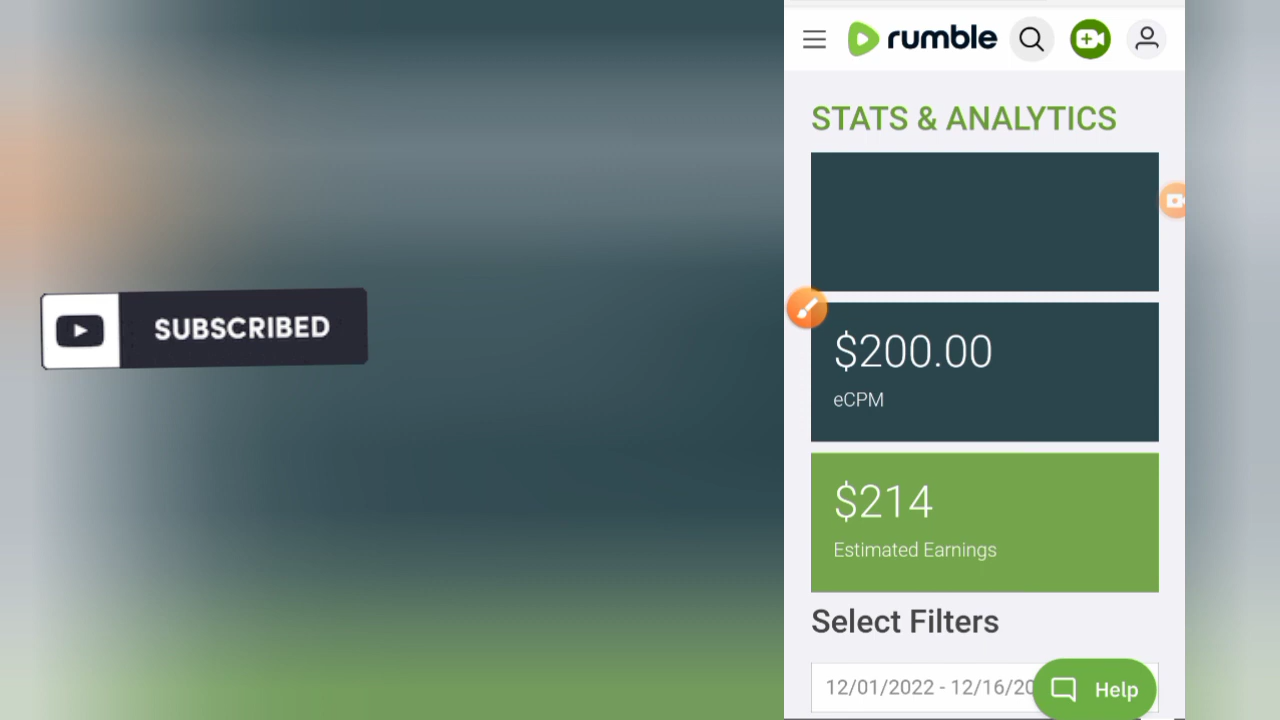 SUBSCRIBED
rumble
STATS & ANALYTICS
$200.00
eCPM
$214
Estimated Earnings
Select Filters
12/01/2022 - 12/16/20
Help